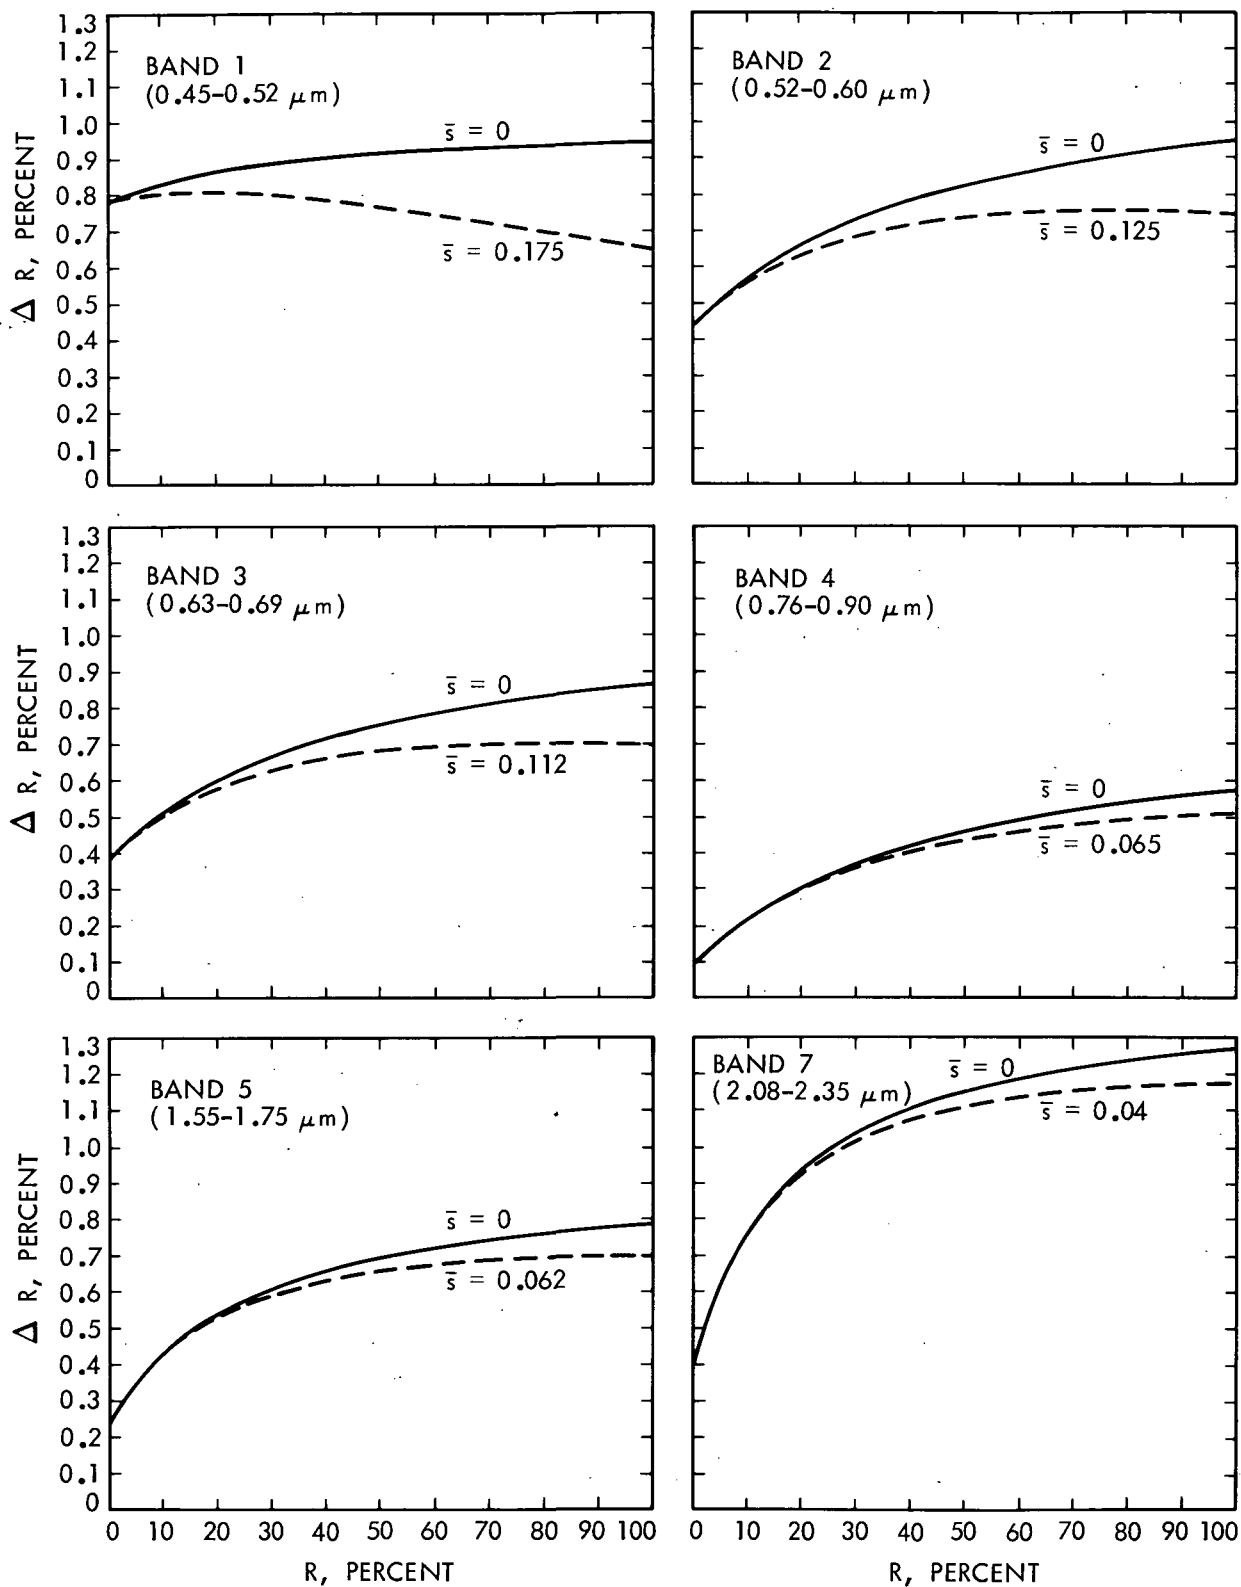 1.3
1.2
1.1
1.0
0.9
0.8
0.7
0.6
0.5
0.4
0.3
0.2
0.1
0
Δ R, PERCENT
BAND 1
(0.45-0.52 μm)
s̄ = 0
s̄ = 0.175
BAND 2
(0.52-0.60 μm)
s̄ = 0
s̄ = 0.125
1.3
1.2
1.1
1.0
0.9
0.8
0.7
0.6
0.5
0.4
0.3
0.2
0.1
0
Δ R, PERCENT
BAND 3
(0.63-0.69 μm)
s̄ = 0
s̄ = 0.112
BAND 4
(0.76-0.90 μm)
s̄ = 0
s̄ = 0.065
1.3
1.2
1.1
1.0
0.9
0.8
0.7
0.6
0.5
0.4
0.3
0.2
0.1
0
Δ R, PERCENT
BAND 5
(1.55-1.75 μm)
s̄ = 0
s̄ = 0.062
0 10 20 30 40 50 60 70 80 90 100
R, PERCENT
BAND 7
(2.08-2.35 μm)
s̄ = 0
s̄ = 0.04
0 10 20 30 40 50 60 70 80 90 100
R, PERCENT